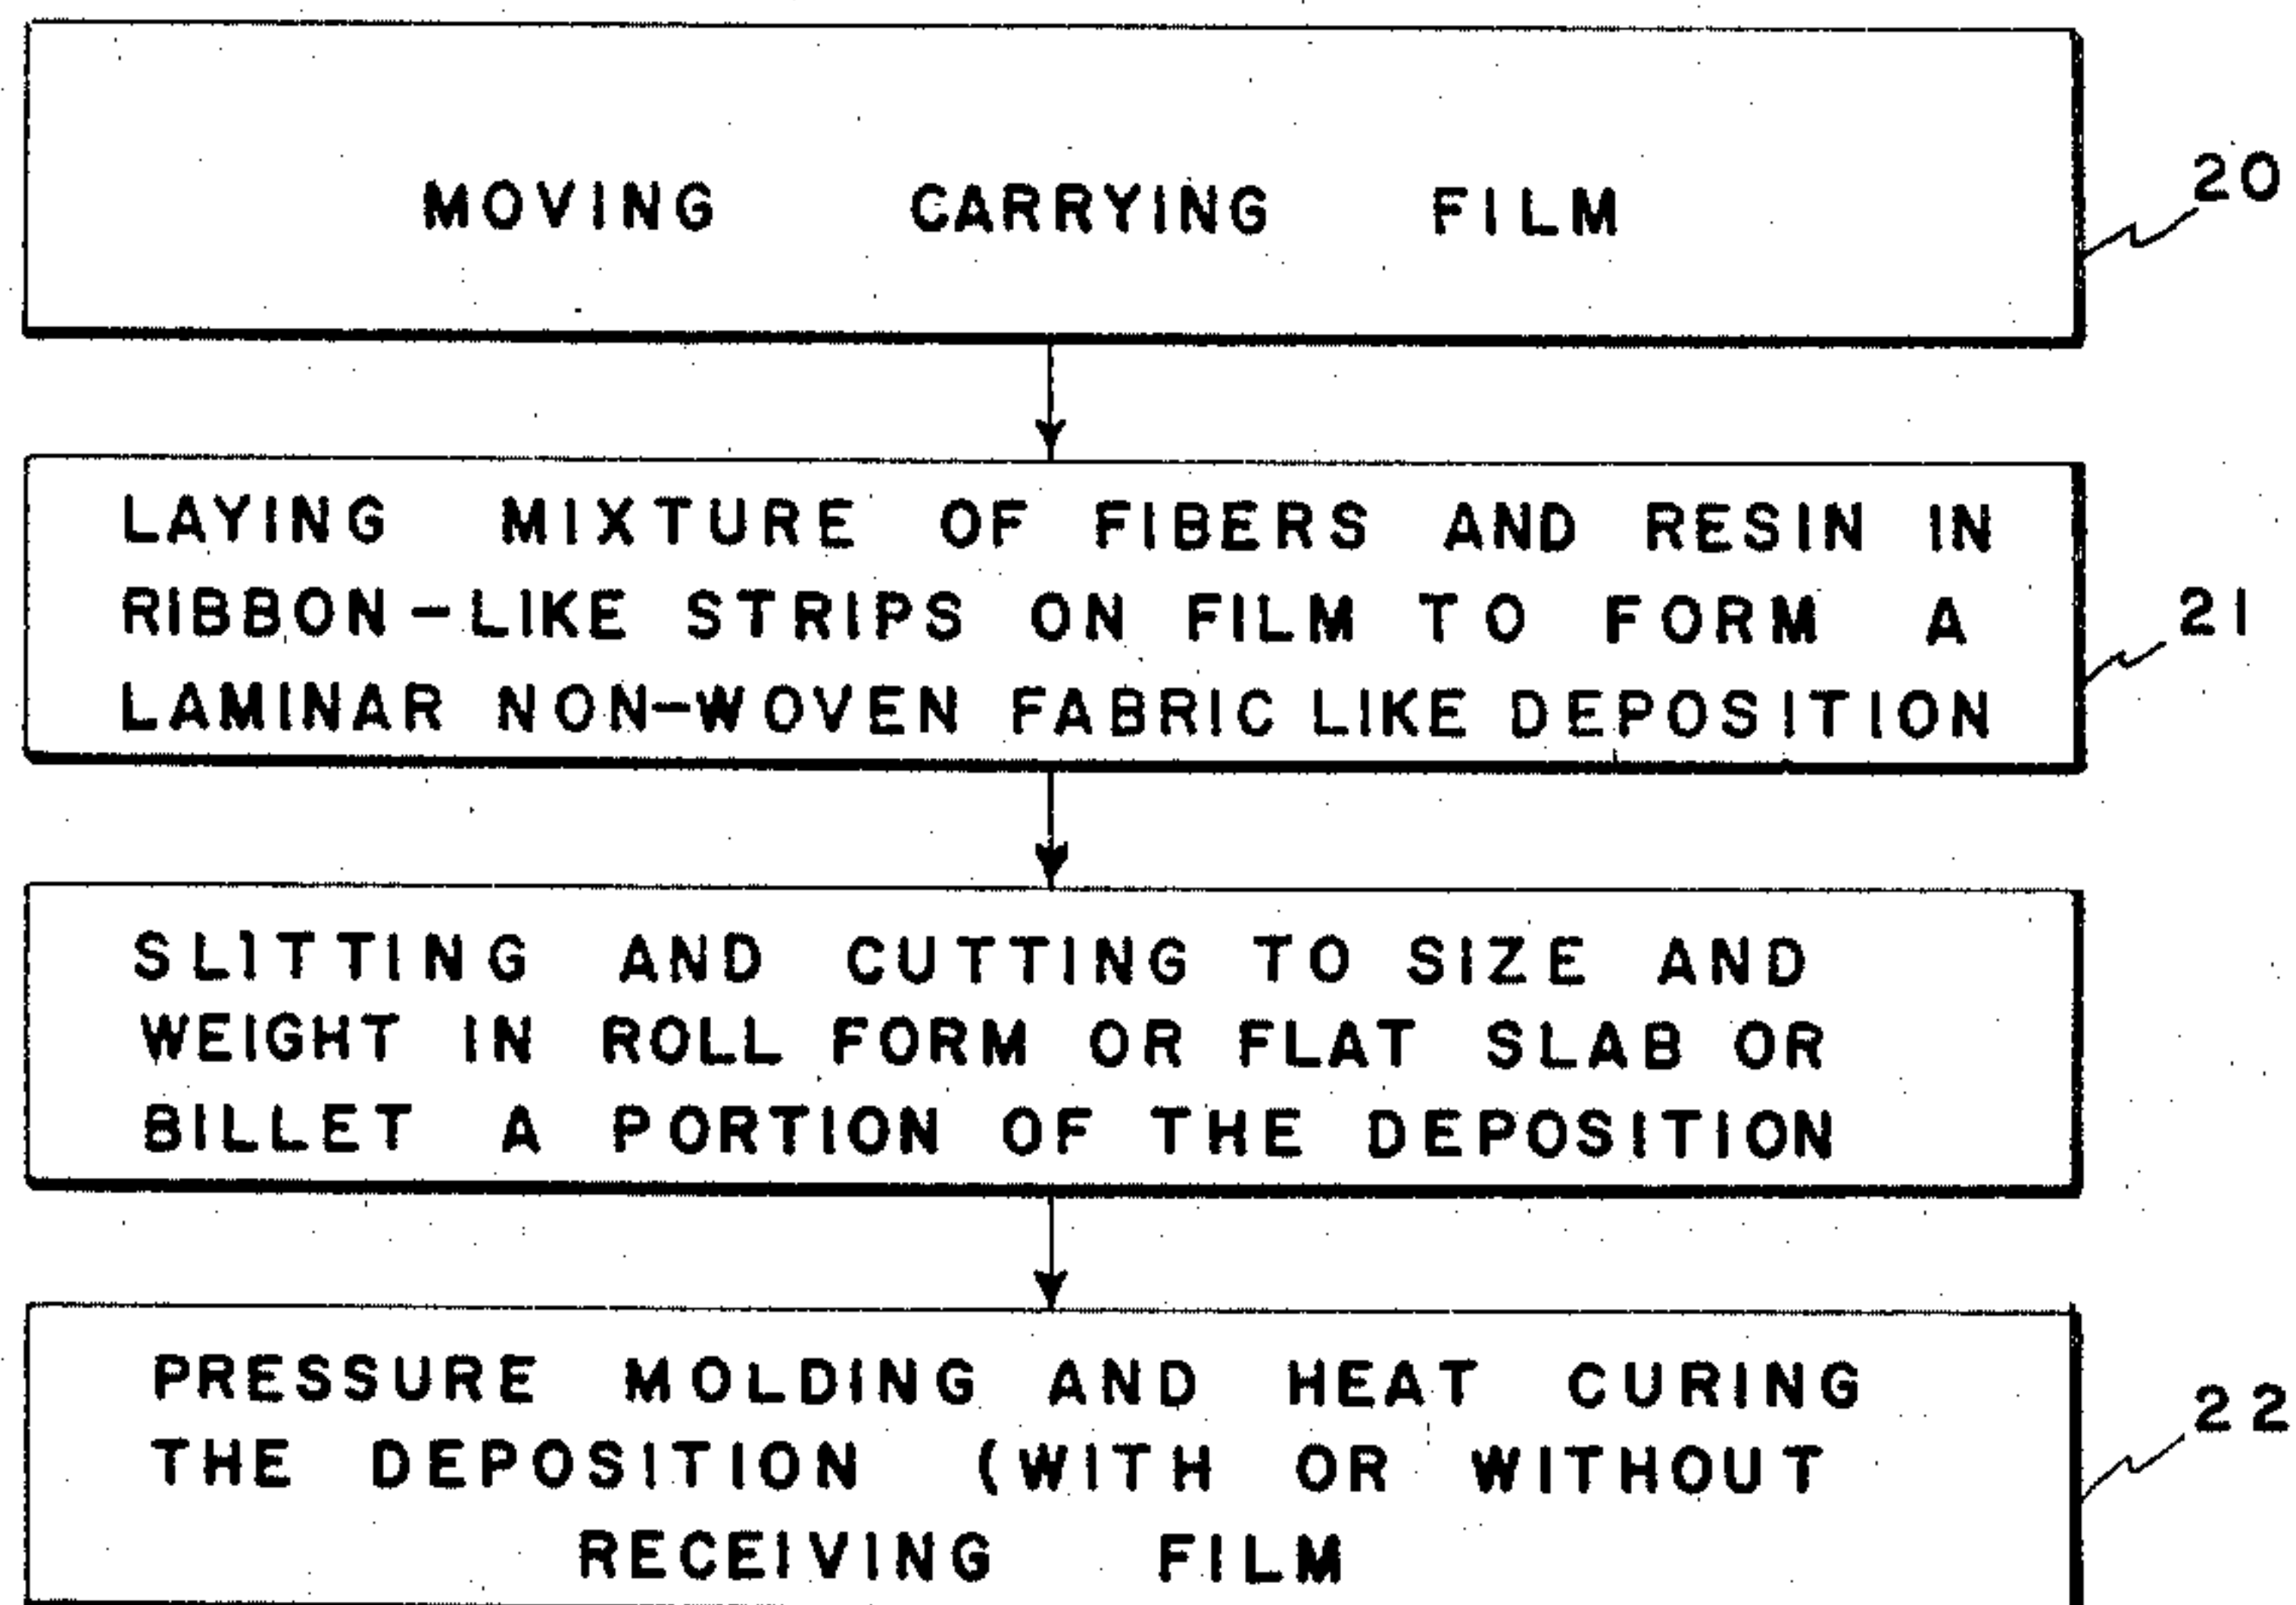 MOVING CARRYING FILM
20
LAYING MIXTURE OF FIBERS AND RESIN IN
RIBBON-LIKE STRIPS ON FILM TO FORM A
LAMINAR NON-WOVEN FABRIC LIKE DEPOSITION
21
SLITTING AND CUTTING TO SIZE AND
WEIGHT IN ROLL FORM OR FLAT SLAB OR
BILLET A PORTION OF THE DEPOSITION
PRESSURE MOLDING AND HEAT CURING
THE DEPOSITION (WITH OR WITHOUT
RECEIVING FILM
22